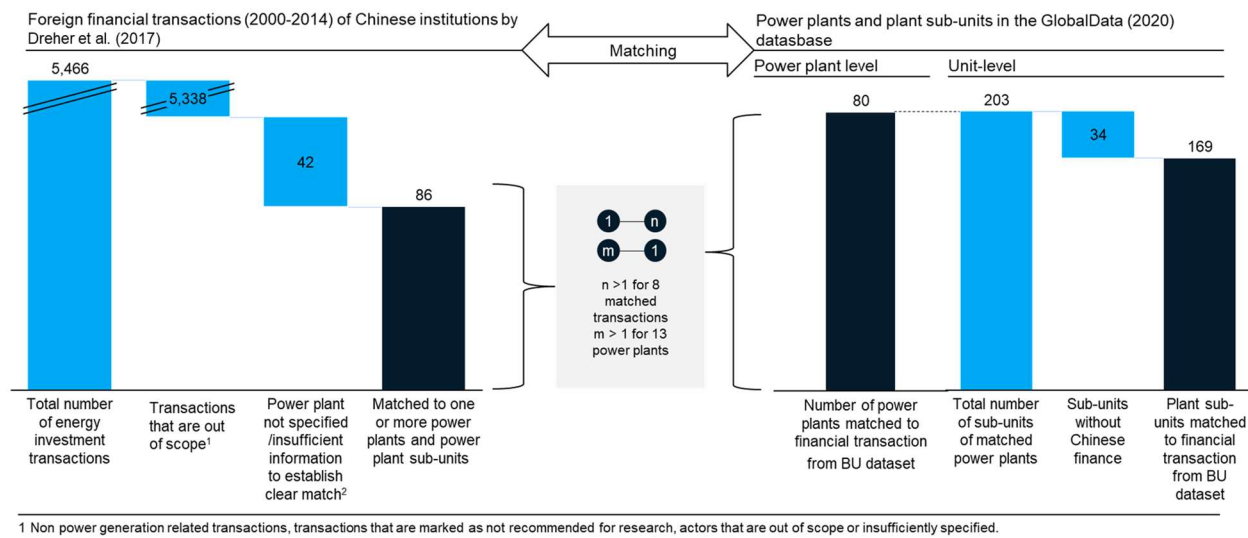 Foreign financial transactions (2000-2014) of Chinese institutions by
Dreher et al. (2017)
Matching
Power plants and plant sub-units in the GlobalData (2020)
datasbase
Power plant level
Unit-level
5,466
5,338
42
86
80
203
34
169
1
n
m
1
n >1 for 8
matched
transactions
m > 1 for 13
power plants
Total number
of energy
investment
transactions
Transactions
that are out
of scope1
Power plant
not specified
/insufficient
information
to establish
clear match2
Matched to one
or more power
plants and power
plant sub-units
Number of power
plants matched to
financial transaction
from BU dataset
Total number
of sub-units
of matched
power plants
Sub-units
without
Chinese
finance
Plant sub-
units matched
to financial
transaction
from BU
dataset
1 Non power generation related transactions, transactions that are marked as not recommended for research, actors that are out of scope or insufficiently specified.